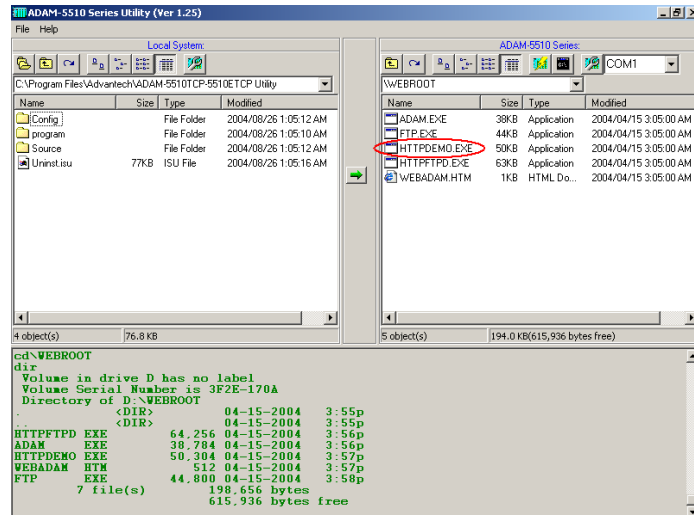 ADAM-5510 Series Utility (Ver 1.25)
File Help
Local System:
C:\Program Files\Advantech\ADAM-5510TCP-5510ETCP Utility
Name Size Type Modified
Config File Folder 2004/08/26 1:05:12 AM
program File Folder 2004/08/26 1:05:10 AM
Source File Folder 2004/08/26 1:05:12 AM
Uninst.isu 77KB ISU File 2004/08/26 1:05:16 AM
4 object(s) 76.8 KB
ADAM-5510 Series:
COM1
\WEBROOT
Name Size Type Modified
ADAM.EXE 38KB Application 2004/04/15 3:05:00 AM
FTP.EXE 44KB Application 2004/04/15 3:05:00 AM
HTTPDEMO.EXE 50KB Application 2004/04/15 3:05:00 AM
HTTPFTPD.EXE 63KB Application 2004/04/15 3:05:00 AM
WEBADAM.HTM 1KB HTML Do... 2004/04/15 3:05:00 AM
5 object(s) 194.0 KB(615,936 bytes free)
cd\WEBROOT
dir
Volume in drive D has no label
Volume Serial Number is 3F2E-170A
Directory of D:\WEBROOT
. <DIR> 04-15-2004 3:55p
.. <DIR> 04-15-2004 3:55p
HTTPFTPD EXE 64,256 04-15-2004 3:56p
ADAM EXE 38,784 04-15-2004 3:56p
HTTPDEMO EXE 50,304 04-15-2004 3:57p
WEBADAM HTM 512 04-15-2004 3:57p
FTP EXE 44,800 04-15-2004 3:58p
7 file(s) 198,656 bytes
615,936 bytes free